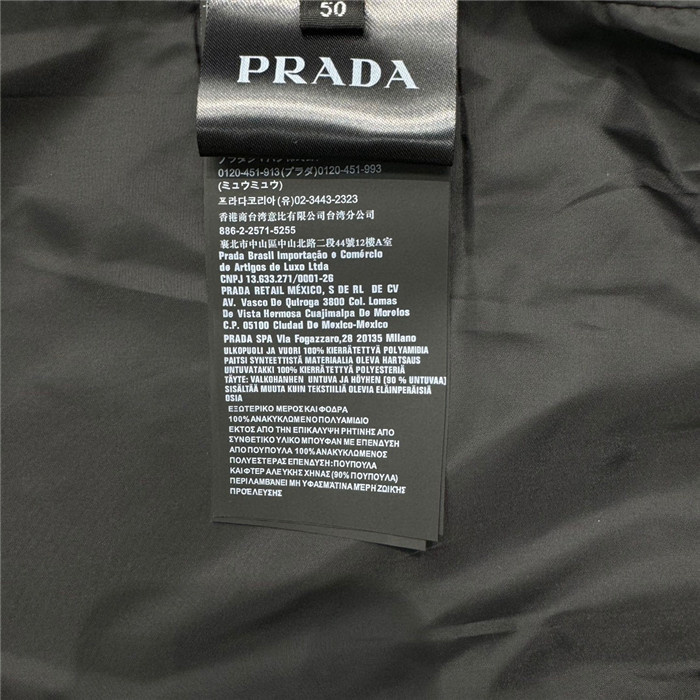 50
PRADA
0120-451-913(プラダ)0120-451-993
(ミュウミュウ)
프라다코리아(유)02-3443-2323
香港商台湾意比有限公司台湾分公司
886-2-2571-5255
襄北市中山區中山北路二段44號12樓A室
Prada Brasil Importação o Comércio
de Artigos de Luxo Ltda
CNPJ 13.633.271/0001-26
PRADA RETAIL MÉXICO, S DE RL DE CV
AV. Vasco De Quiroga 3800 Col. Lomas
De Vista Hermosa Cuajimalpa De Morelos
C.P. 05100 Ciudad De Mexico-Mexico
PRADA SPA Via Fogazzaro,28 20135 Milano
ULKOPUOLI JA VUORI 100% KIERRÄTETTYÄ POLYAMIDIA
PAITSI SYNTEETTISTÄ MATERIAALIA OLEVA HARTSAUS
UNTUVATAKKI 100% KIERRÄTETTYÄ POLYESTERIÄ
TÄYTE: VALKOHANHEN UNTUVA JA HÖYHEN (90 % UNTUVAA)
SISÄLTÄÄ MUUTA KUIN TEKSTIILIÄ OLEVIA ELÄINPERÄISIÄ
OSIA
ΕΞΩΤΕΡΙΚΟ ΜΕΡΟΣ ΚΑΙ ΦΟΔΡΑ
100% ΑΝΑΚΥΚΛΩΜΕΝΟ ΠΟΛΥΑΜΙΔΙΟ
ΕΚΤΟΣ ΑΠΟ ΤΗΝ ΕΠΙΚΑΛΥΨΗ ΡΗΤΙΝΗΣ ΑΠΟ
ΣΥΝΘΕΤΙΚΟ ΥΛΙΚΟ ΜΠΟΥΦΑΝ ΜΕ ΕΠΕΝΔΥΣΗ
ΑΠΟ ΠΟΥΠΟΥΛΑ 100% ΑΝΑΚΥΚΛΩΜΕΝΟΣ
ΠΟΛΥΕΣΤΕΡΑΣ ΕΠΕΝΔΥΣΗ: ΠΟΥΠΟΥΛΑ
ΚΑΙ ΦΤΕΡ ΛΕΥΚΗΣ ΧΗΝΑΣ (90% ΠΟΥΠΟΥΛΑ)
ΠΕΡΙΛΑΜΒΑΝΕΙ ΜΗ ΥΦΑΣΜΑΤΙΝΑ ΜΕΡΗ ΖΩΙΚΗΣ
ΠΡΟΕΛΕΥΣΗΣ